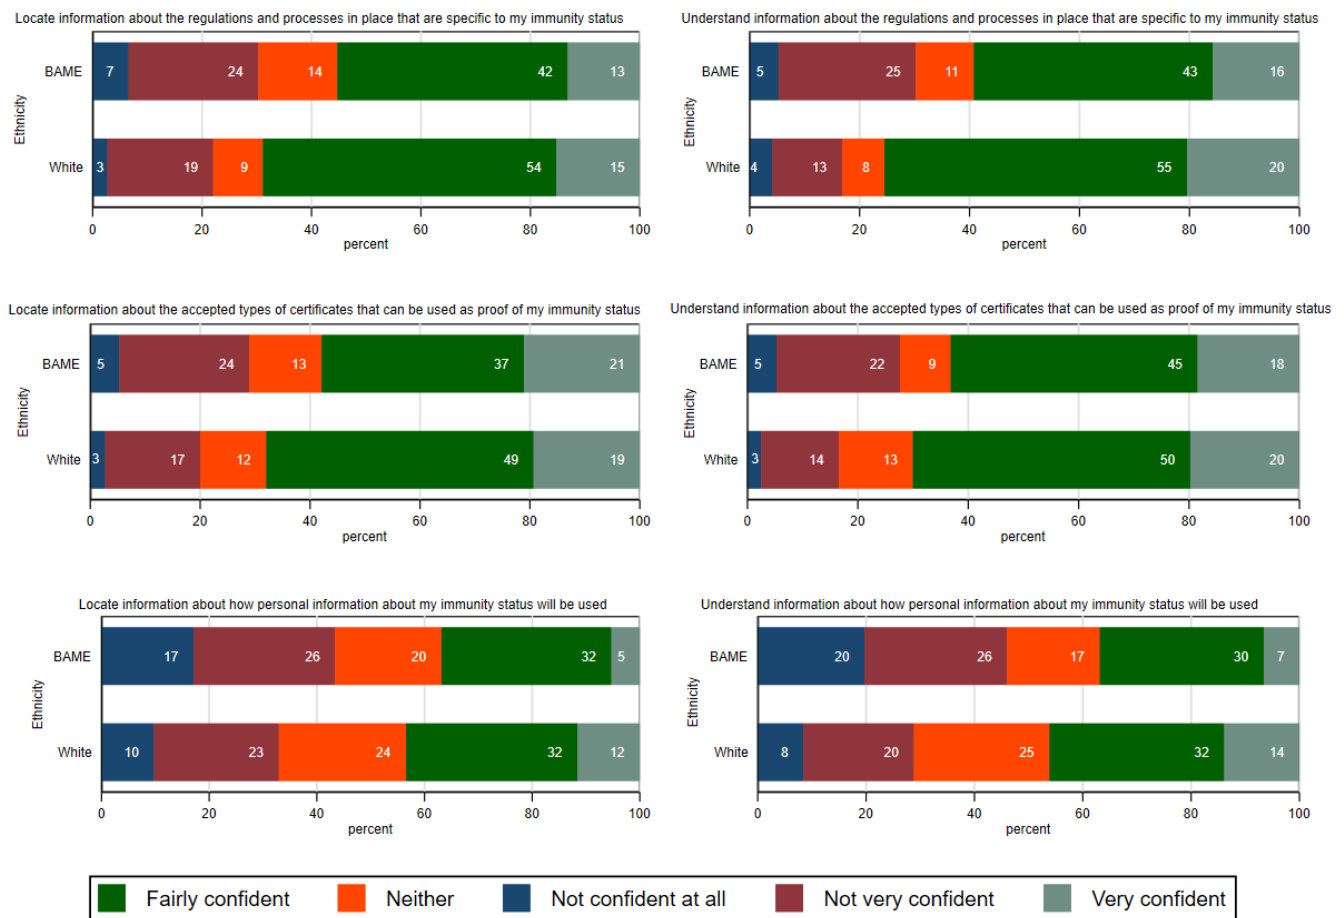 Locate information about the regulations and processes in place that are specific to my immunity status
Ethnicity
BAME 7 24 14 42 13
White 3 19 9 54 15
0 20 40 60 80 100
percent
Understand information about the regulations and processes in place that are specific to my immunity status
Ethnicity
BAME 5 25 11 43 16
White 4 13 8 55 20
0 20 40 60 80 100
percent
Locate information about the accepted types of certificates that can be used as proof of my immunity status
Ethnicity
BAME 5 24 13 37 21
White 3 17 12 49 19
0 20 40 60 80 100
percent
Understand information about the accepted types of certificates that can be used as proof of my immunity status
Ethnicity
BAME 5 22 9 45 18
White 3 14 13 50 20
0 20 40 60 80 100
percent
Locate information about how personal information about my immunity status will be used
Ethnicity
BAME 17 26 20 32 5
White 10 23 24 32 12
0 20 40 60 80 100
percent
Understand information about how personal information about my immunity status will be used
Ethnicity
BAME 20 26 17 30 7
White 8 20 25 32 14
0 20 40 60 80 100
percent
Fairly confident Neither Not confident at all Not very confident Very confident